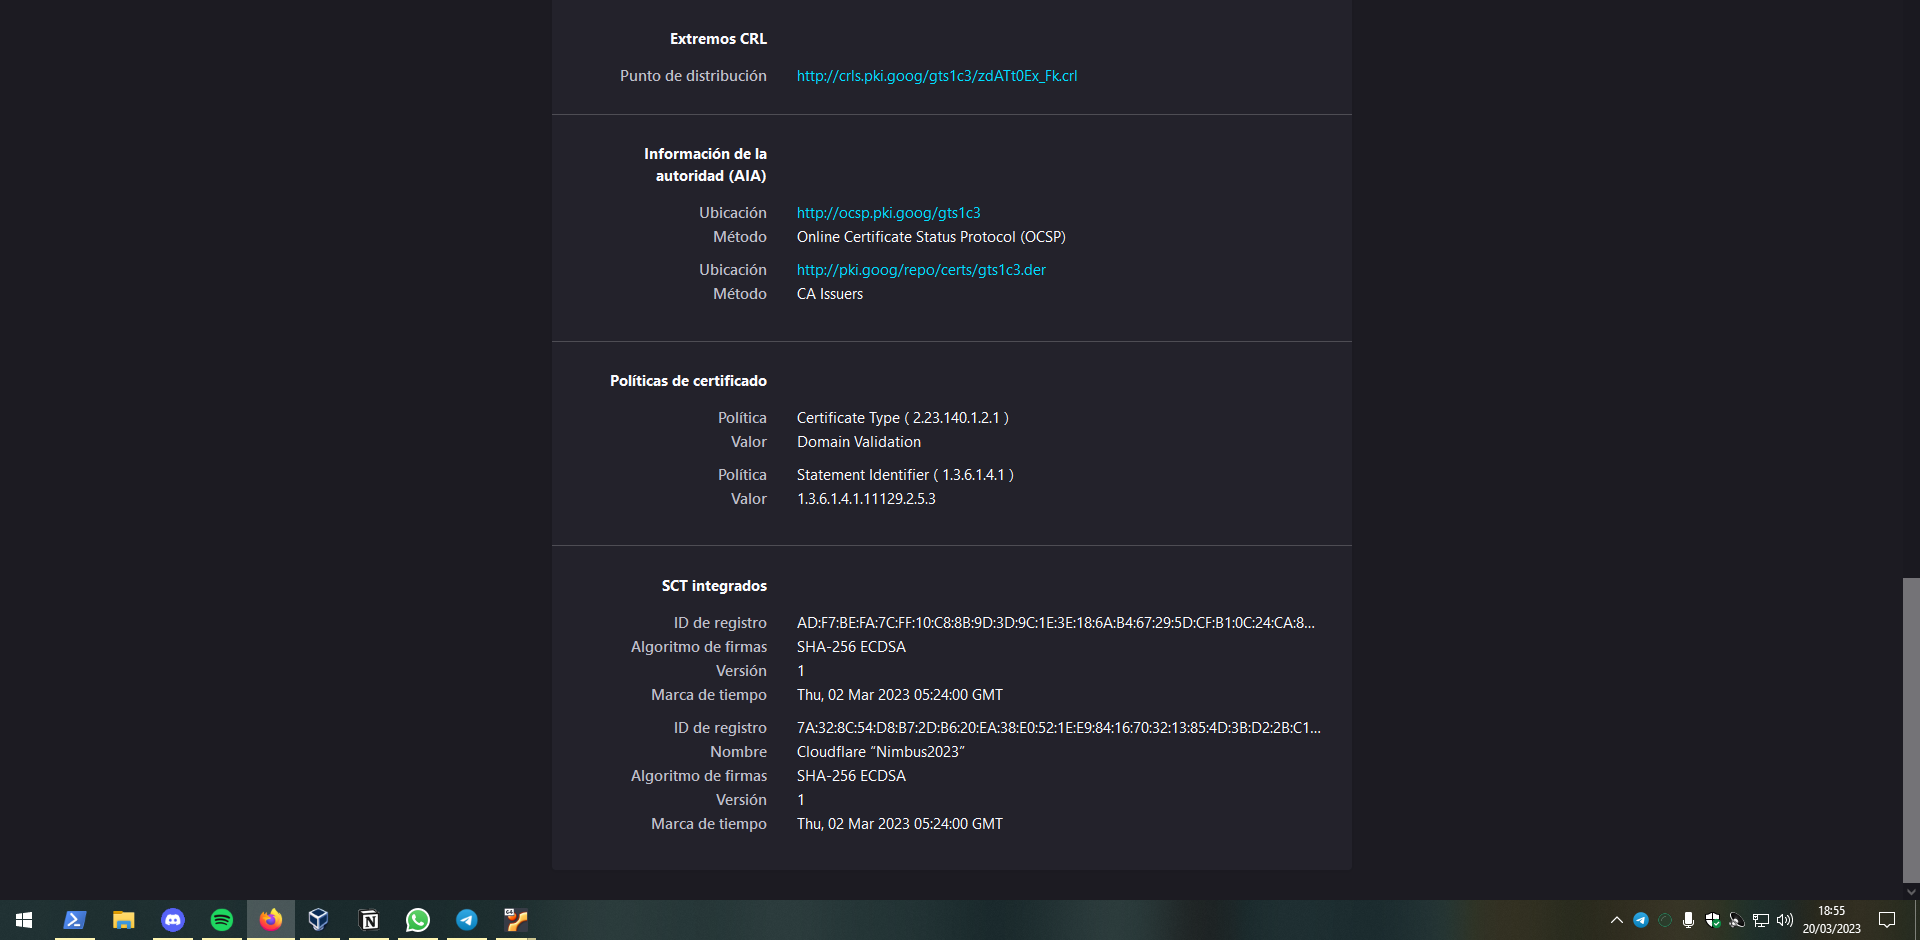 Extremos CRL
Punto de distribución http://crls.pki.goog/gts1c3/zdATt0Ex_Fk.crl
Información de la
autoridad (AIA)
Ubicación http://ocsp.pki.goog/gts1c3
Método Online Certificate Status Protocol (OCSP)
Ubicación http://pki.goog/repo/certs/gts1c3.der
Método CA Issuers
Políticas de certificado
Política Certificate Type ( 2.23.140.1.2.1 )
Valor Domain Validation
Política Statement Identifier ( 1.3.6.1.4.1 )
Valor 1.3.6.1.4.1.11129.2.5.3
SCT integrados
ID de registro AD:F7:BE:FA:7C:FF:10:C8:8B:9D:3D:9C:1E:3E:18:6A:B4:67:29:5D:CF:B1:0C:24:CA:8...
Algoritmo de firmas SHA-256 ECDSA
Versión 1
Marca de tiempo Thu, 02 Mar 2023 05:24:00 GMT
ID de registro 7A:32:8C:54:D8:B7:2D:B6:20:EA:38:E0:52:1E:E9:84:16:70:32:13:85:4D:3B:D2:2B:C1...
Nombre Cloudflare “Nimbus2023”
Algoritmo de firmas SHA-256 ECDSA
Versión 1
Marca de tiempo Thu, 02 Mar 2023 05:24:00 GMT
18:55
20/03/2023